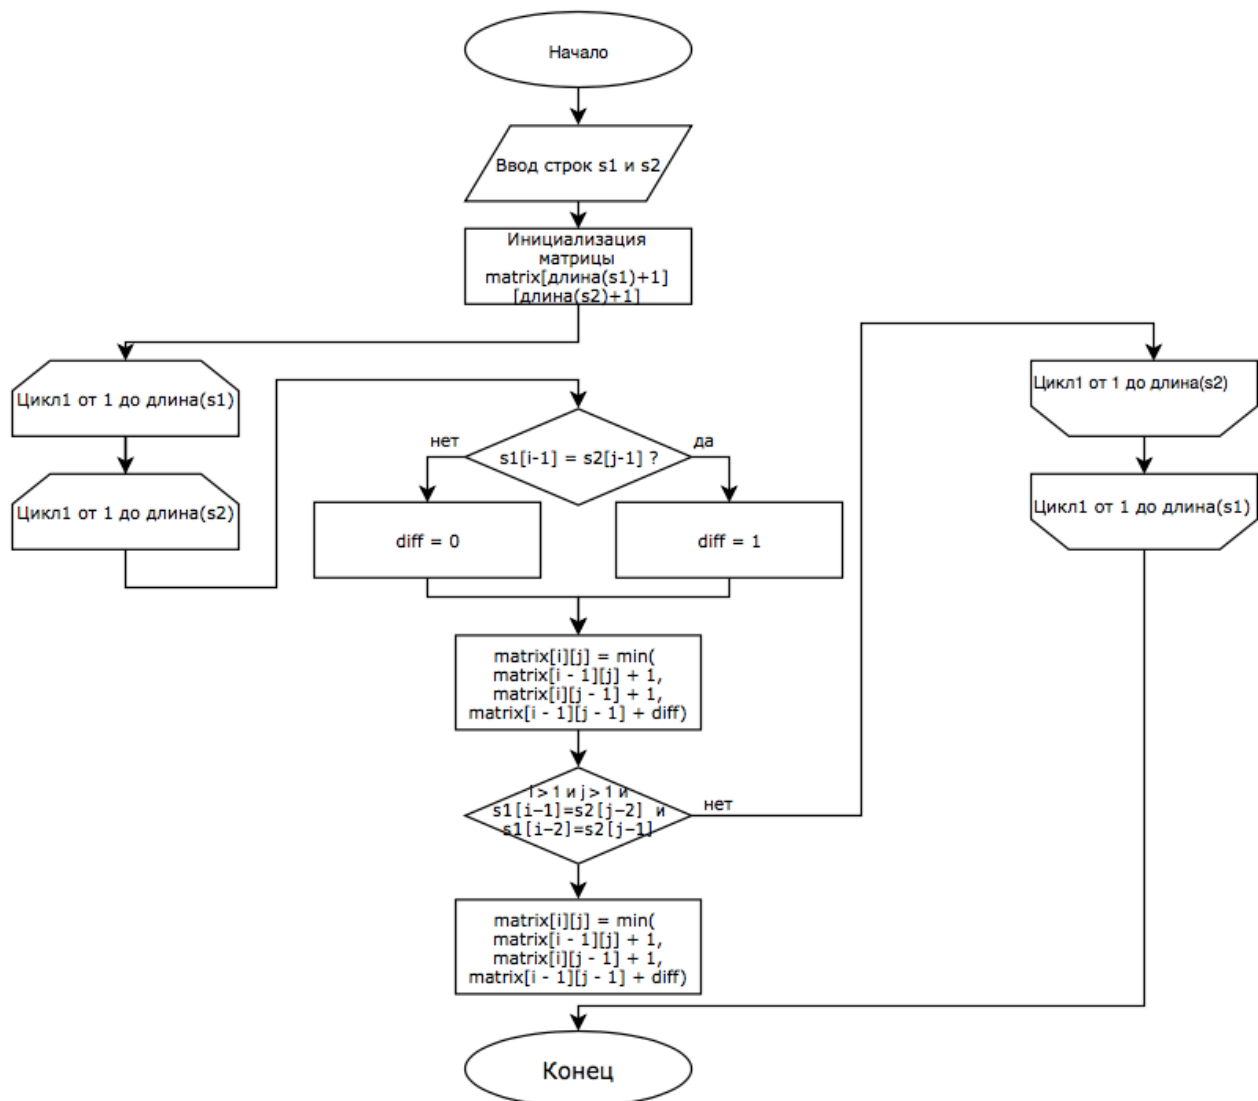 Начало
Ввод строк s1 и s2
Инициализация
матрицы
matrix[длина(s1)+1]
[длина(s2)+1]
Цикл1 от 1 до длина(s1)
Цикл1 от 1 до длина(s2)
нет
s1[i-1] = s2[j-1] ?
да
diff = 0
diff = 1
matrix[i][j] = min(
matrix[i - 1][j] + 1,
matrix[i][j - 1] + 1,
matrix[i - 1][j - 1] + diff)
i > 1 и j > 1 и
s1[i-1]=s2[j-2] и
s1[i-2]=s2[j-1]
нет
matrix[i][j] = min(
matrix[i - 1][j] + 1,
matrix[i][j - 1] + 1,
matrix[i - 1][j - 1] + diff)
Цикл1 от 1 до длина(s2)
Цикл1 от 1 до длина(s1)
Конец